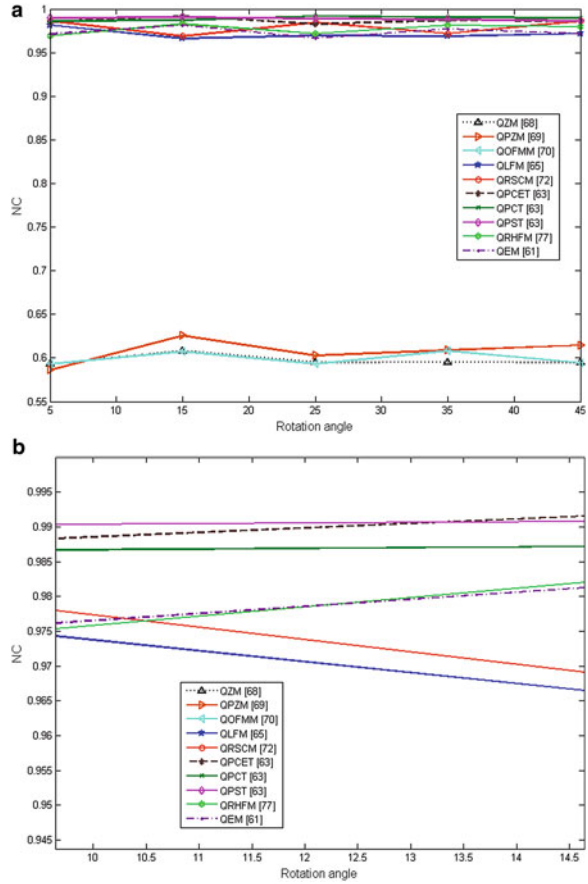 a
1
0.95
0.9
0.85
0.8
0.75
0.7
0.65
0.6
0.55
NC
5 10 15 20 25 30 35 40 45
Rotation angle
QZM [68]
QPZM [69]
QOFMM [70]
QLFM [65]
QRSCM [72]
QPCET [63]
QPCT [63]
QPST [63]
QRHFM [77]
QEM [61]
b
0.995
0.99
0.985
0.98
0.975
0.97
0.965
0.96
0.955
0.95
0.945
NC
10 10.5 11 11.5 12 12.5 13 13.5 14 14.5
Rotation angle
QZM [68]
QPZM [69]
QOFMM [70]
QLFM [65]
QRSCM [72]
QPCET [63]
QPCT [63]
QPST [63]
QRHFM [77]
QEM [61]